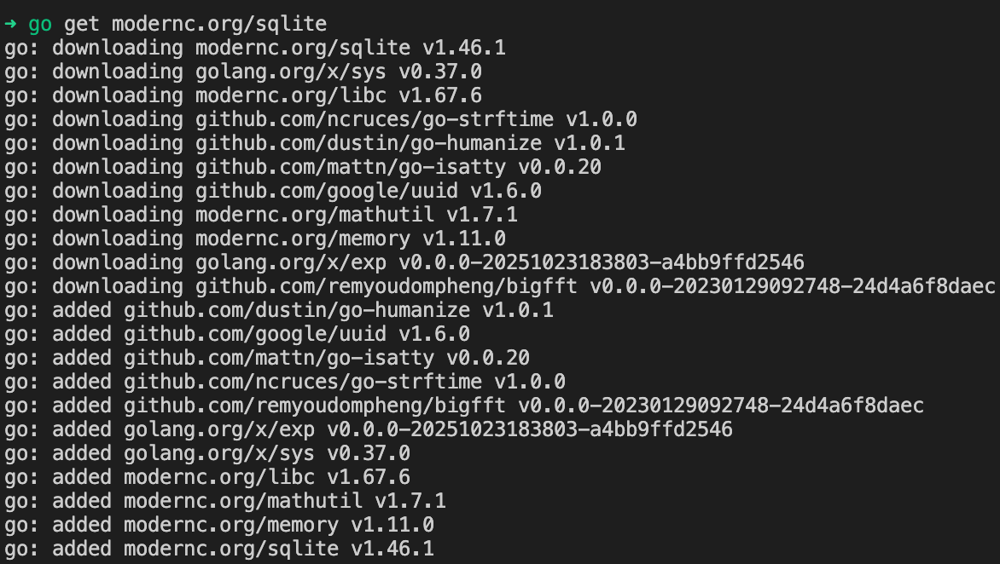 ➜ go get modernc.org/sqlite
go: downloading modernc.org/sqlite v1.46.1
go: downloading golang.org/x/sys v0.37.0
go: downloading modernc.org/libc v1.67.6
go: downloading github.com/ncruces/go-strftime v1.0.0
go: downloading github.com/dustin/go-humanize v1.0.1
go: downloading github.com/mattn/go-isatty v0.0.20
go: downloading github.com/google/uuid v1.6.0
go: downloading modernc.org/mathutil v1.7.1
go: downloading modernc.org/memory v1.11.0
go: downloading golang.org/x/exp v0.0.0-20251023183803-a4bb9ffd2546
go: downloading github.com/remyoudompheng/bigfft v0.0.0-20230129092748-24d4a6f8daec
go: added github.com/dustin/go-humanize v1.0.1
go: added github.com/google/uuid v1.6.0
go: added github.com/mattn/go-isatty v0.0.20
go: added github.com/ncruces/go-strftime v1.0.0
go: added github.com/remyoudompheng/bigfft v0.0.0-20230129092748-24d4a6f8daec
go: added golang.org/x/exp v0.0.0-20251023183803-a4bb9ffd2546
go: added golang.org/x/sys v0.37.0
go: added modernc.org/libc v1.67.6
go: added modernc.org/mathutil v1.7.1
go: added modernc.org/memory v1.11.0
go: added modernc.org/sqlite v1.46.1